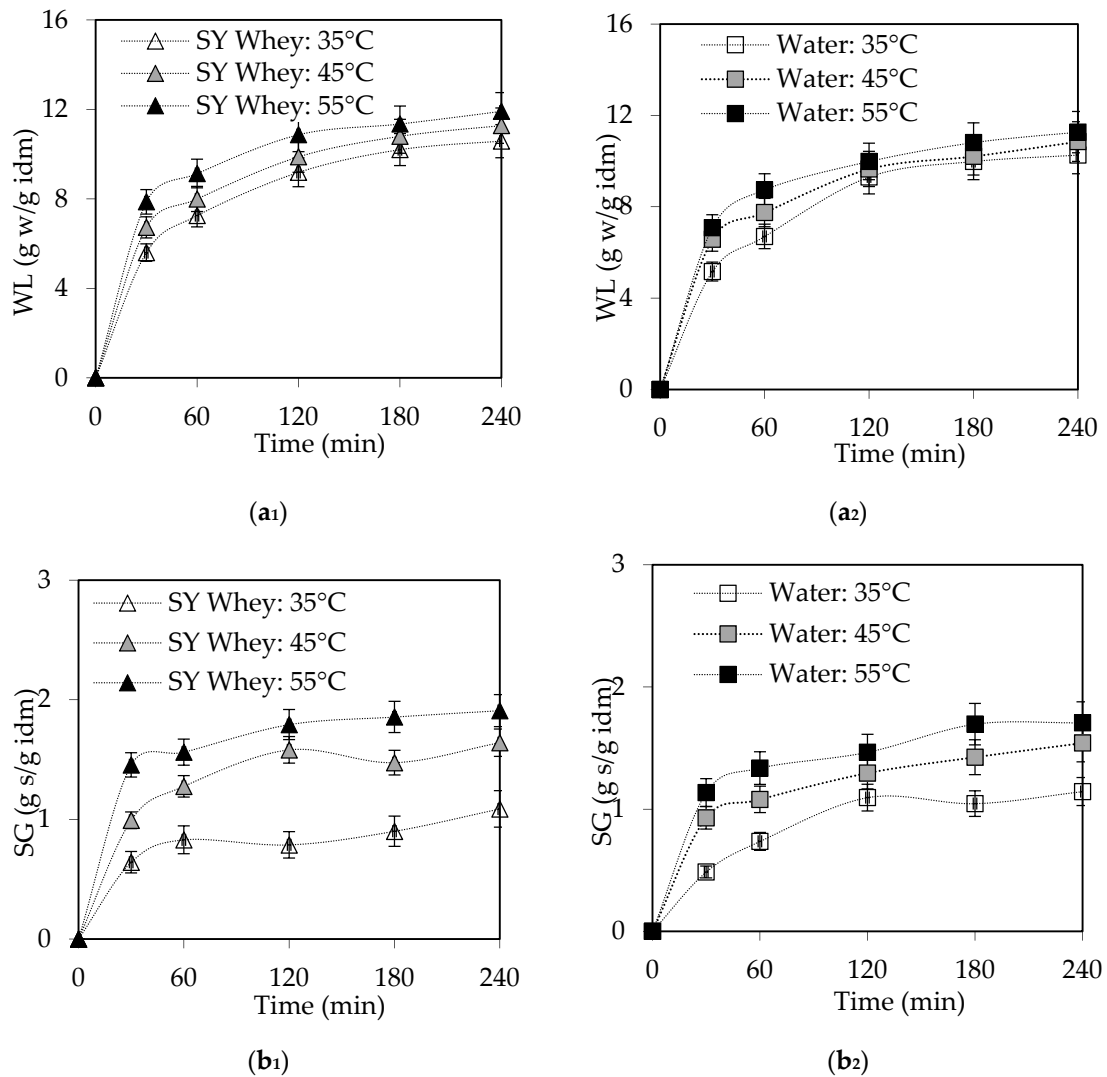 WL (g w/g idm)
16
12
8
4
0
SY Whey: 35°C
SY Whey: 45°C
SY Whey: 55°C
0 60 120 180 240
Time (min)
(a1)
WL (g w/g idm)
16
12
8
4
0
Water: 35°C
Water: 45°C
Water: 55°C
0 60 120 180 240
Time (min)
(a2)
SG (g s/g idm)
3
2
1
0
SY Whey: 35°C
SY Whey: 45°C
SY Whey: 55°C
0 60 120 180 240
Time (min)
(b1)
SG (g s/g idm)
3
2
1
0
Water: 35°C
Water: 45°C
Water: 55°C
0 60 120 180 240
Time (min)
(b2)